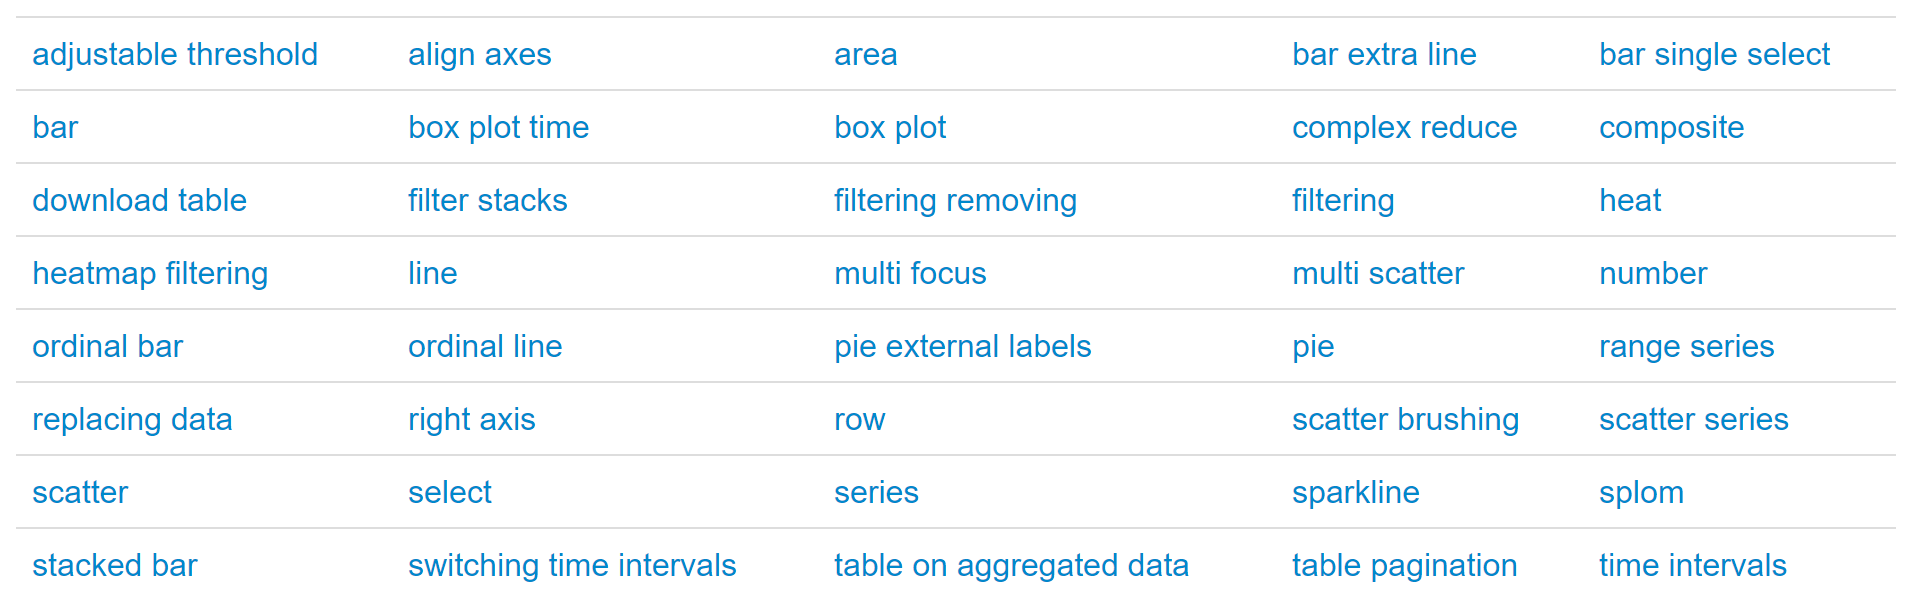 adjustable threshold align axes area bar extra line bar single select
bar box plot time box plot complex reduce composite
download table filter stacks filtering removing filtering heat
heatmap filtering line multi focus multi scatter number
ordinal bar ordinal line pie external labels pie range series
replacing data right axis row scatter brushing scatter series
scatter select series sparkline splom
stacked bar switching time intervals table on aggregated data table pagination time intervals